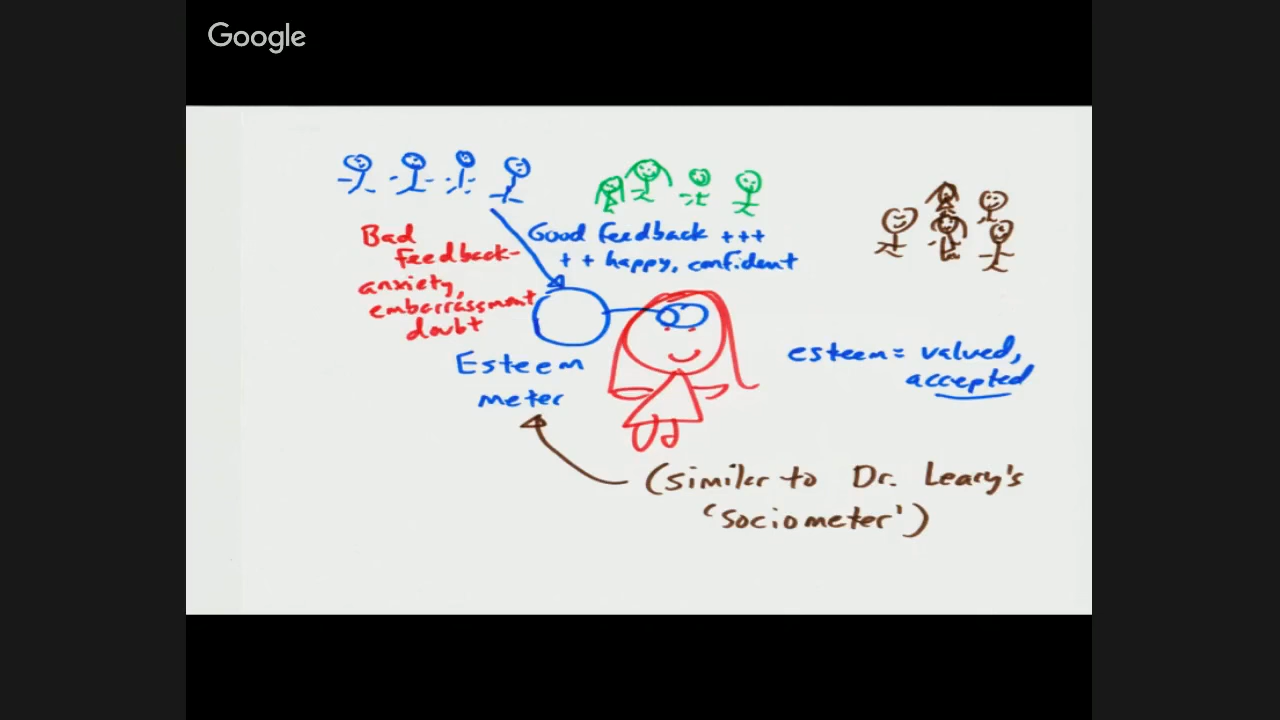 Google
Bad
feedback-
anxiety,
embarrassment
doubt
Good feedback +++
++ happy, confident
Esteem
meter
esteem= valued,
accepted
(similar to Dr. Leary's
'sociometer')